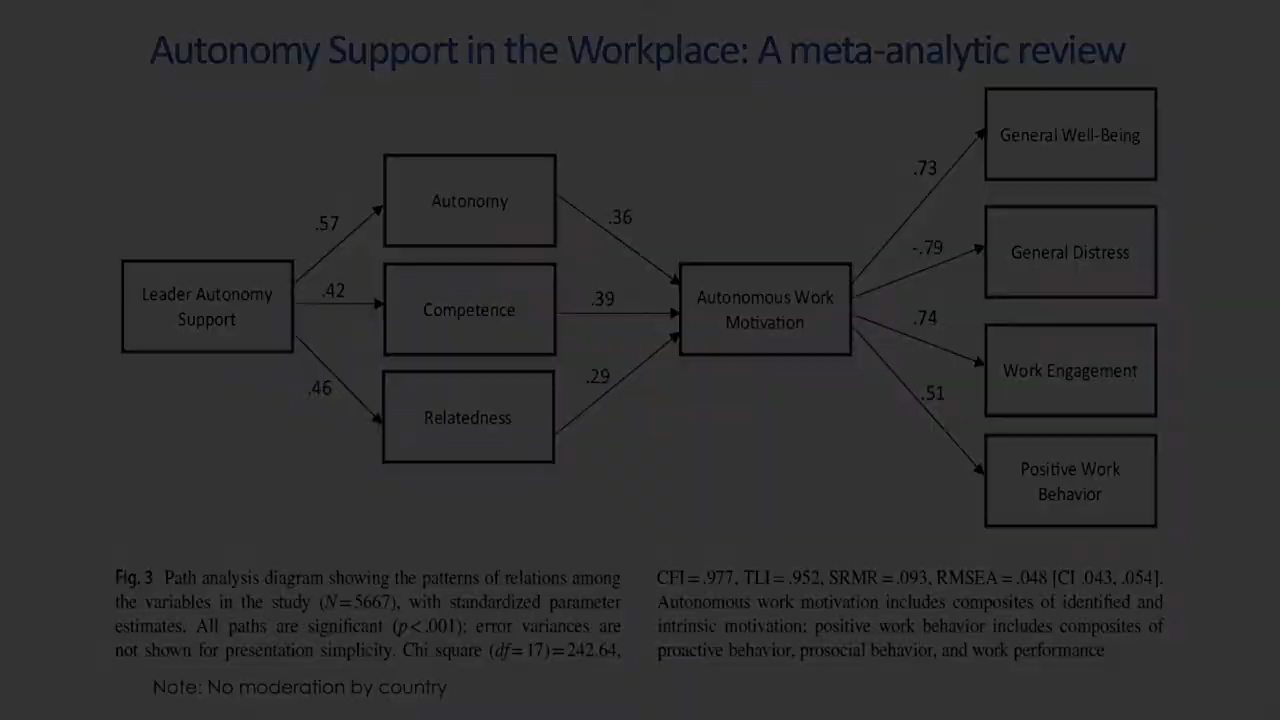 Autonomy Support in the Workplace: A meta-analytic review
General Well-Being
.73
Autonomy
.57
.36
-.79
General Distress
Leader Autonomy
Support
.42
Competence
.39
Autonomous Work
Motivation
.74
Work Engagement
.46
Relatedness
.29
.51
Positive Work
Behavior
Fig. 3 Path analysis diagram showing the patterns of relations among
the variables in the study (N=5667), with standardized parameter
estimates. All paths are significant (p<.001); error variances are
not shown for presentation simplicity. Chi square (df=17)=242.64,
CFI=.977, TLI=.952, SRMR=.093, RMSEA=.048 [CI .043, .054].
Autonomous work motivation includes composites of identified and
intrinsic motivation; positive work behavior includes composites of
proactive behavior, prosocial behavior, and work performance
Note: No moderation by country